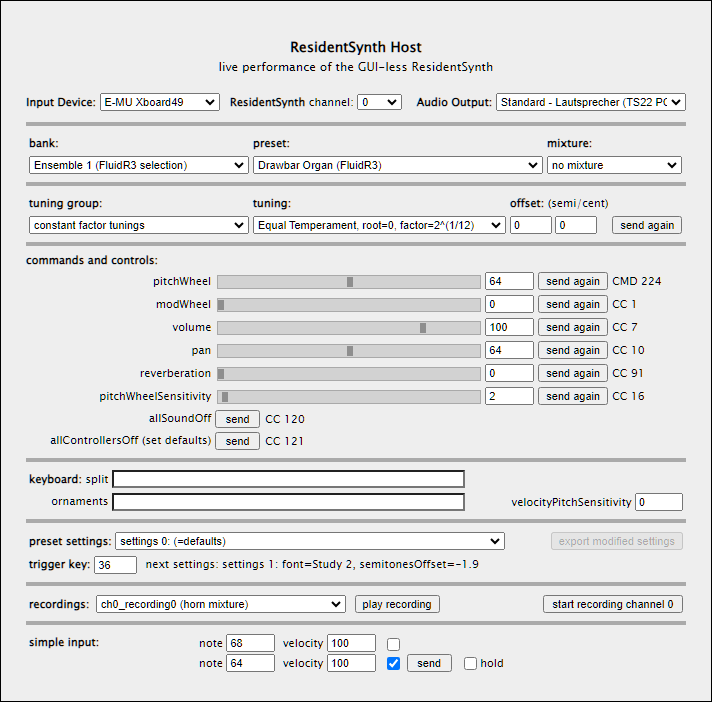 ResidentSynth Host
live performance of the GUI-less ResidentSynth
Input Device: E-MU Xboard49 ResidentSynth channel: 0 Audio Output: Standard - Lautsprecher (TS22 PC
bank: preset: mixture:
Ensemble 1 (FluidR3 selection) Drawbar Organ (FluidR3) no mixture
tuning group: tuning: offset: (semi/cent)
constant factor tunings Equal Temperament, root=0, factor=2^(1/12) 0 0 send again
commands and controls:
pitchWheel 64 send again CMD 224
modWheel 0 send again CC 1
volume 100 send again CC 7
pan 64 send again CC 10
reverberation 0 send again CC 91
pitchWheelSensitivity 2 send again CC 16
allSoundOff send CC 120
allControllersOff (set defaults) send CC 121
keyboard: split
ornaments velocityPitchSensitivity 0
preset settings: settings 0: (=defaults) export modified settings
trigger key: 36 next settings: settings 1: font=Study 2, semitonesOffset=-1.9
recordings: ch0_recording0 (horn mixture) play recording start recording channel 0
simple input: note 68 velocity 100
note 64 velocity 100 send hold